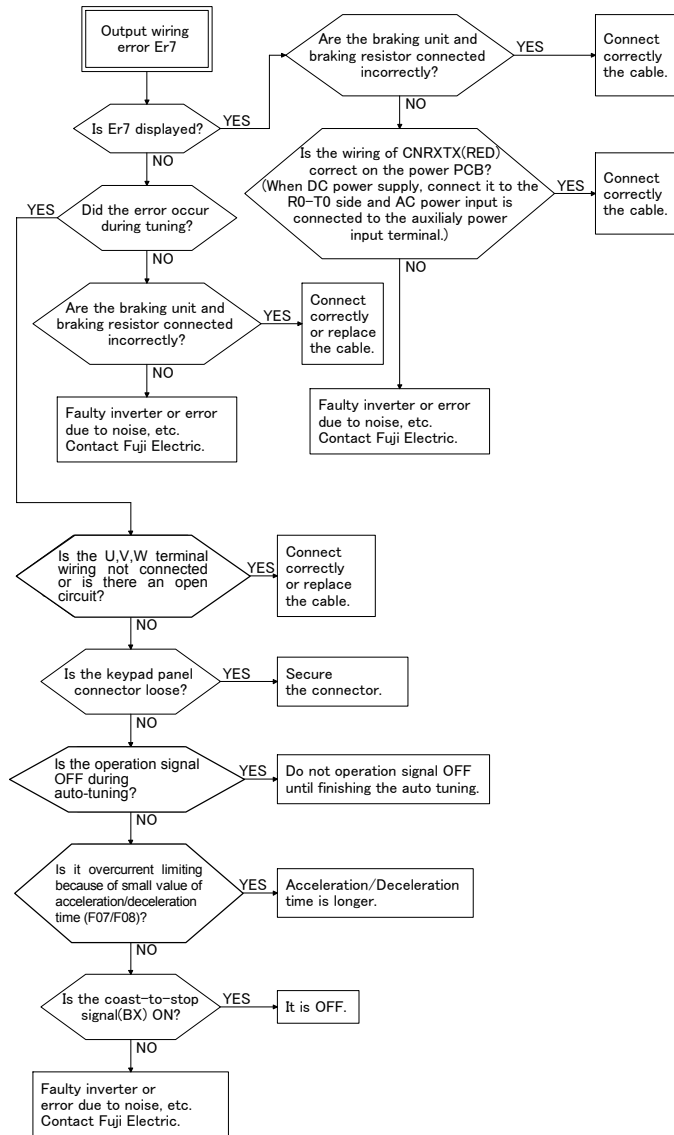 Output wiring
error Er7
Is Er7 displayed?
YES
NO
Are the braking unit and
braking resistor connected
incorrectly?
YES
Connect
correctly
the cable.
NO
Is the wiring of CNRXTX(RED)
correct on the power PCB?
(When DC power supply, connect it to the
R0-T0 side and AC power input is
connected to the auxilialy power
input terminal.)
YES
Connect
correctly
the cable.
NO
Faulty inverter or error
due to noise, etc.
Contact Fuji Electric.
YES
Did the error occur
during tuning?
NO
Are the braking unit and
braking resistor connected
incorrectly?
YES
Connect
correctly
or replace
the cable.
NO
Faulty inverter or error
due to noise, etc.
Contact Fuji Electric.
Is the U,V,W terminal
wiring not connected
or is there an open
circuit?
YES
Connect
correctly
or replace
the cable.
NO
Is the keypad panel
connector loose?
YES
Secure
the connector.
NO
Is the operation signal
OFF during
auto-tuning?
YES
Do not operation signal OFF
until finishing the auto tuning.
NO
Is it overcurrent limiting
because of small value of
acceleration/deceleration
time (F07/F08)?
YES
Acceleration/Deceleration
time is longer.
NO
Is the coast-to-stop
signal(BX) ON?
YES
It is OFF.
NO
Faulty inverter or
error due to noise, etc.
Contact Fuji Electric.